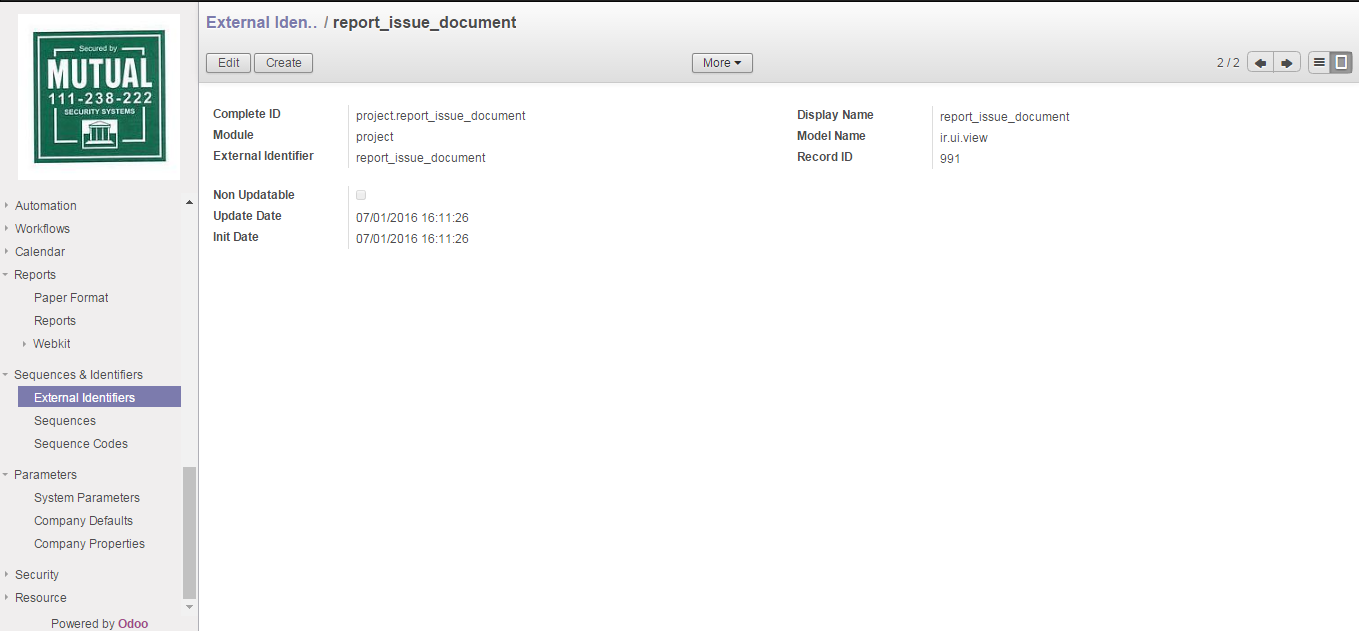 Secured by
MUTUAL
111-238-222
SECURITY SYSTEMS
Automation
Workflows
Calendar
Reports
Paper Format
Reports
Webkit
Sequences & Identifiers
External Identifiers
Sequences
Sequence Codes
Parameters
System Parameters
Company Defaults
Company Properties
Security
Resource
Powered by Odoo
External Iden.. / report_issue_document
Edit Create More 2 / 2
Complete ID project.report_issue_document
Module project
External Identifier report_issue_document
Display Name report_issue_document
Model Name ir.ui.view
Record ID 991
Non Updatable
Update Date 07/01/2016 16:11:26
Init Date 07/01/2016 16:11:26